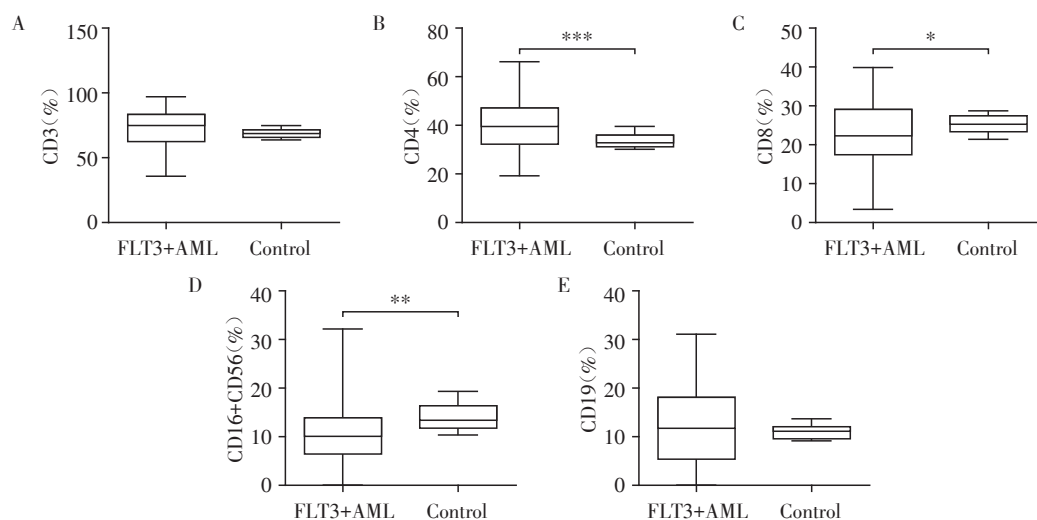 A
150
100
50
0
CD3(%)
FLT3+AML
Control
B
80
60
40
20
0
CD4(%)
***
FLT3+AML
Control
C
50
40
30
20
10
0
CD8(%)
*
FLT3+AML
Control
D
40
30
20
10
0
CD16+CD56(%)
**
FLT3+AML
Control
E
40
30
20
10
0
CD19(%)
FLT3+AML
Control